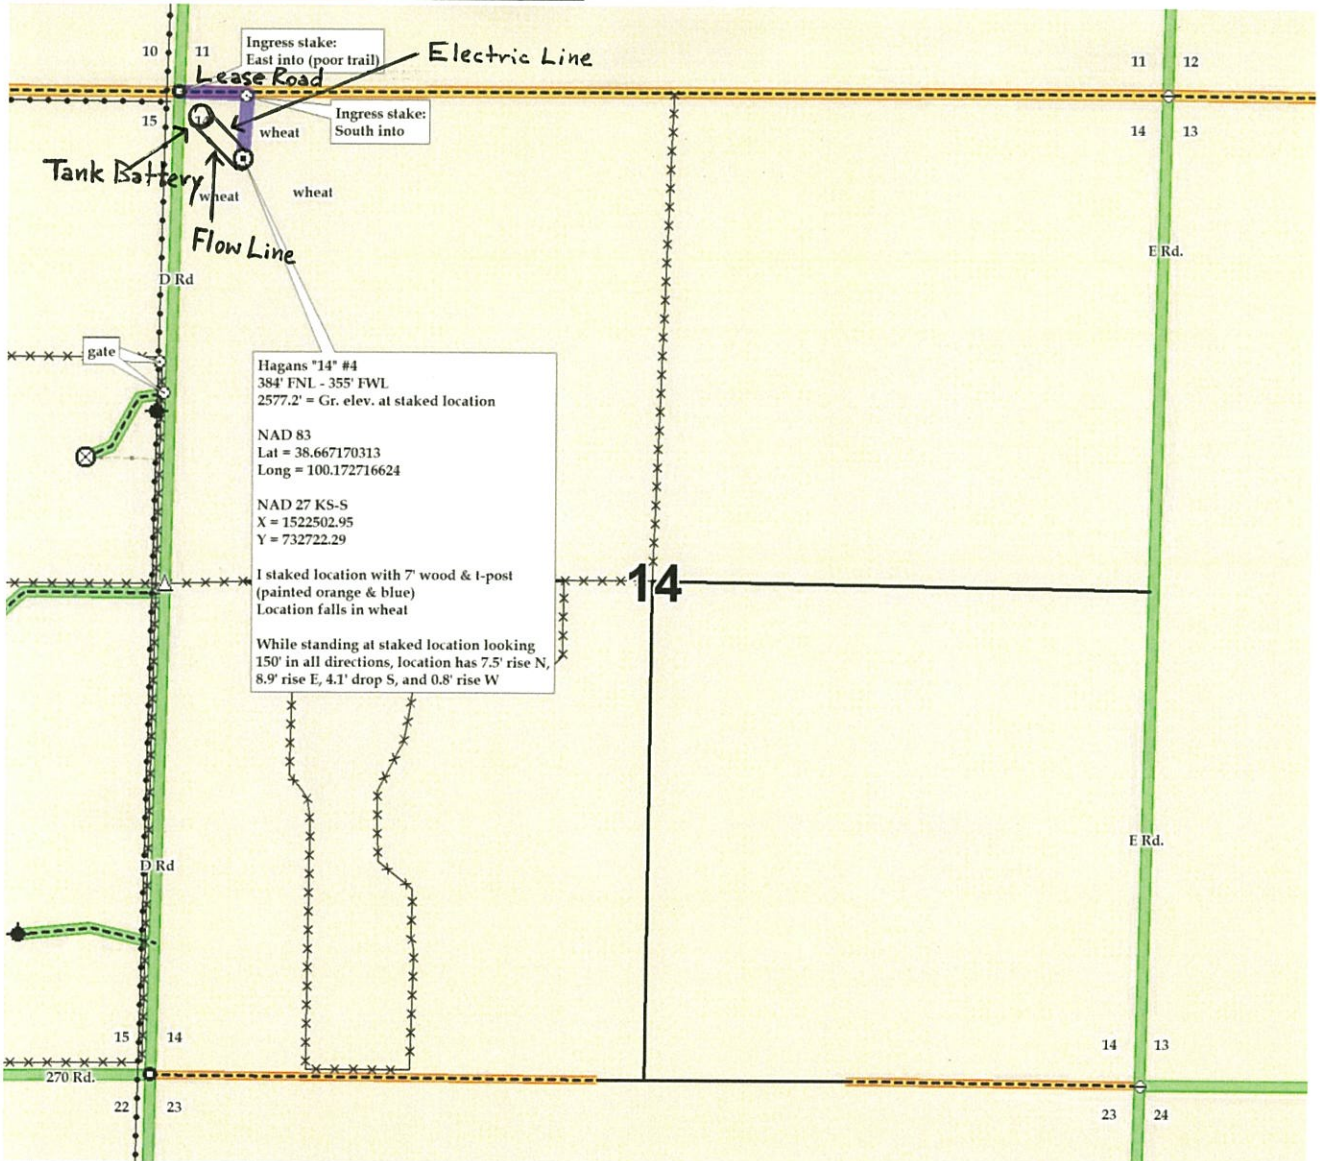 10
11
Ingress stake:
East into (poor trail)
Electric Line
11
12
Lease Road
Ingress stake:
South into
15
14
wheat
14
13
Tank Battery
wheat
wheat
Flow Line
E Rd.
D Rd
gate
Hagans "14" #4
384' FNL - 355' FWL
2577.2' = Gr. elev. at staked location
NAD 83
Lat = 38.667170313
Long = 100.172716624
NAD 27 KS-S
X = 1522502.95
Y = 732722.29
I staked location with 7' wood & t-post
(painted orange & blue)
Location falls in wheat
While standing at staked location looking
150' in all directions, location has 7.5' rise N,
8.9' rise E, 4.1' drop S, and 0.8' rise W
14
E Rd.
D Rd
15
14
14
13
270 Rd.
22
23
23
24